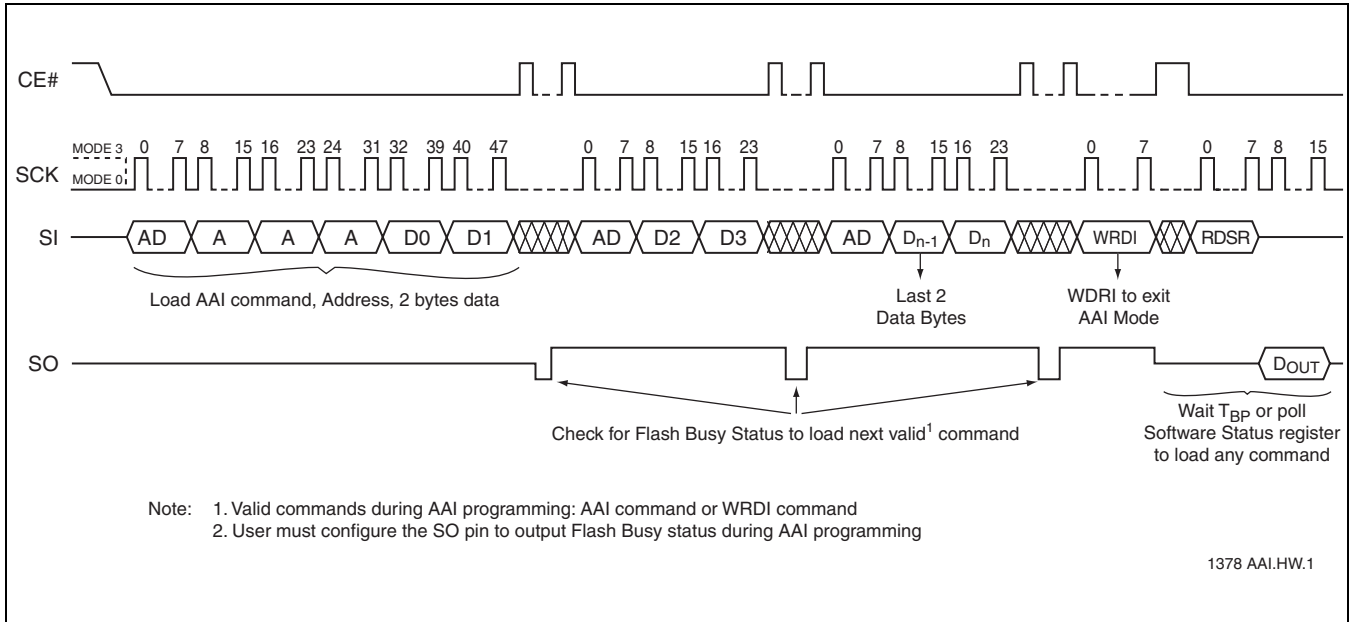 CE#
MODE 3
MODE 0
SCK
0 7 8 15 16 23 24 31 32 39 40 47 0 7 8 15 16 23 0 7 8 15 16 23 0 7 0 7 8 15
SI
AD A A A D0 D1 AD D2 D3 AD Dn-1 Dn WRDI RDSR
Load AAI command, Address, 2 bytes data
Last 2
Data Bytes
WDRI to exit
AAI Mode
SO
DOUT
Check for Flash Busy Status to load next valid1 command
Wait TBP or poll
Software Status register
to load any command
Note: 1. Valid commands during AAI programming: AAI command or WRDI command
2. User must configure the SO pin to output Flash Busy status during AAI programming
1378 AAI.HW.1